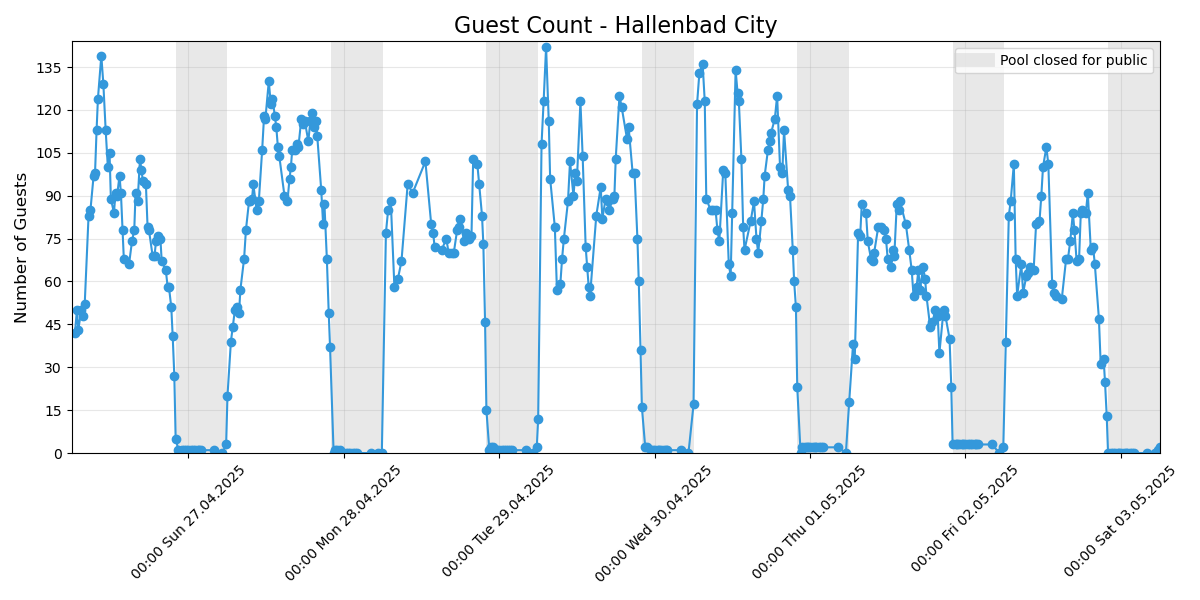 Guest Count - Hallenbad City
Pool closed for public
Number of Guests
135
120
105
90
75
60
45
30
15
0
00:00 Sun 27.04.2025
00:00 Mon 28.04.2025
00:00 Tue 29.04.2025
00:00 Wed 30.04.2025
00:00 Thu 01.05.2025
00:00 Fri 02.05.2025
00:00 Sat 03.05.2025